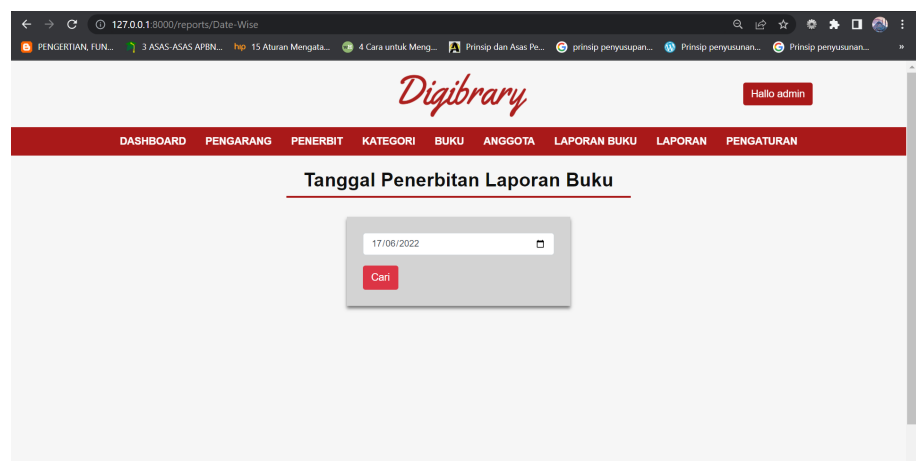 127.0.0.1:8000/reports/Date-Wise
PENGERTIAN, FUN... 3 ASAS-ASAS APBN... hip 15 Aturan Mengata... 4 Cara untuk Meng... A Prinsip dan Asas Pe... G prinsip penyusupan... Prinsip penyusunan... G Prinsip penyusunan... »
Digibrary
Hallo admin
DASHBOARD PENGARANG PENERBIT KATEGORI BUKU ANGGOTA LAPORAN BUKU LAPORAN PENGATURAN
Tanggal Penerbitan Laporan Buku
17/06/2022
Cari